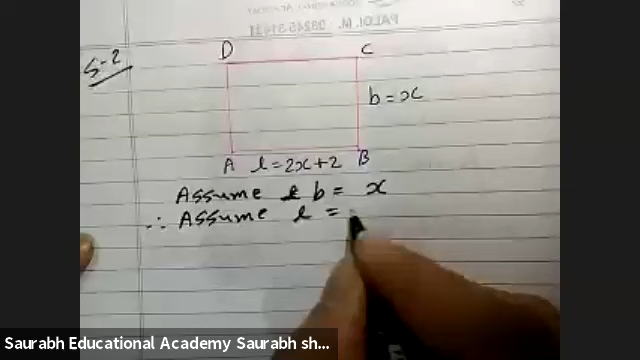 S-2
D C
b = x
A l = 2x + 2 B
Assume b = x
∴ Assume l =
Saurabh Educational Academy Saurabh sh...